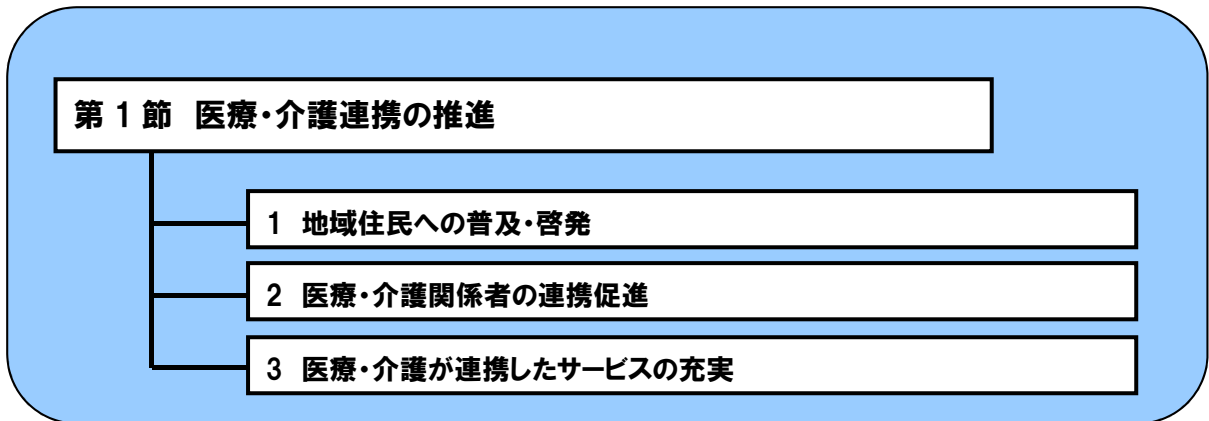 第1節 医療・介護連携の推進
1 地域住民への普及・啓発
2 医療・介護関係者の連携促進
3 医療・介護が連携したサービスの充実